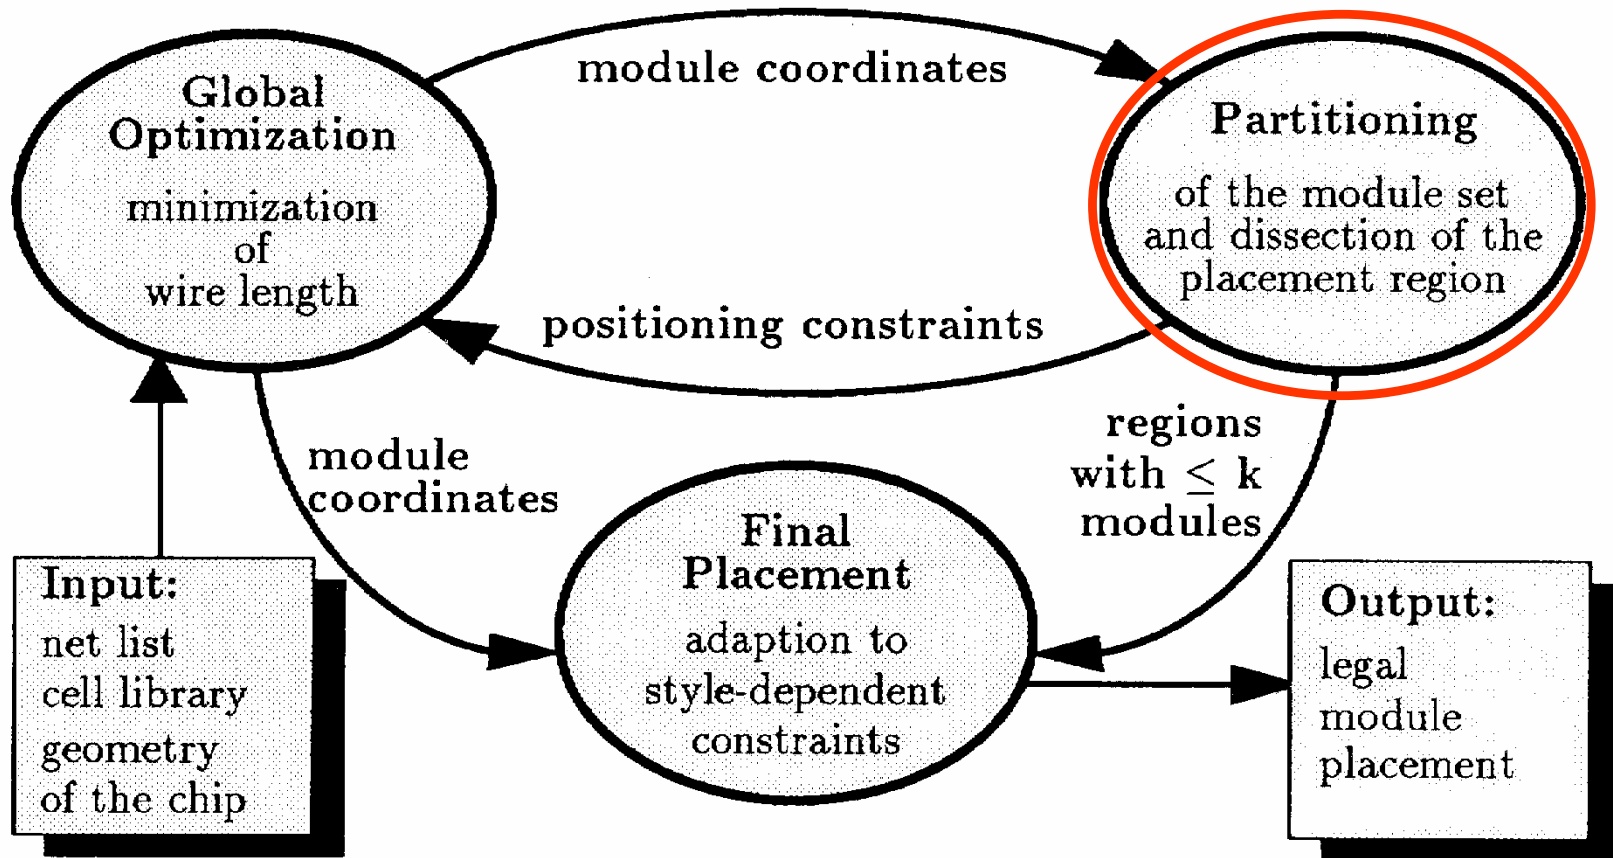 Global
Optimization
minimization
of
wire length
module coordinates
Partitioning
of the module set
and dissection of the
placement region
positioning constraints
module
coordinates
regions
with ≤ k
modules
Final
Placement
adaption to
style-dependent
constraints
Input:
net list
cell library
geometry
of the chip
Output:
legal
module
placement